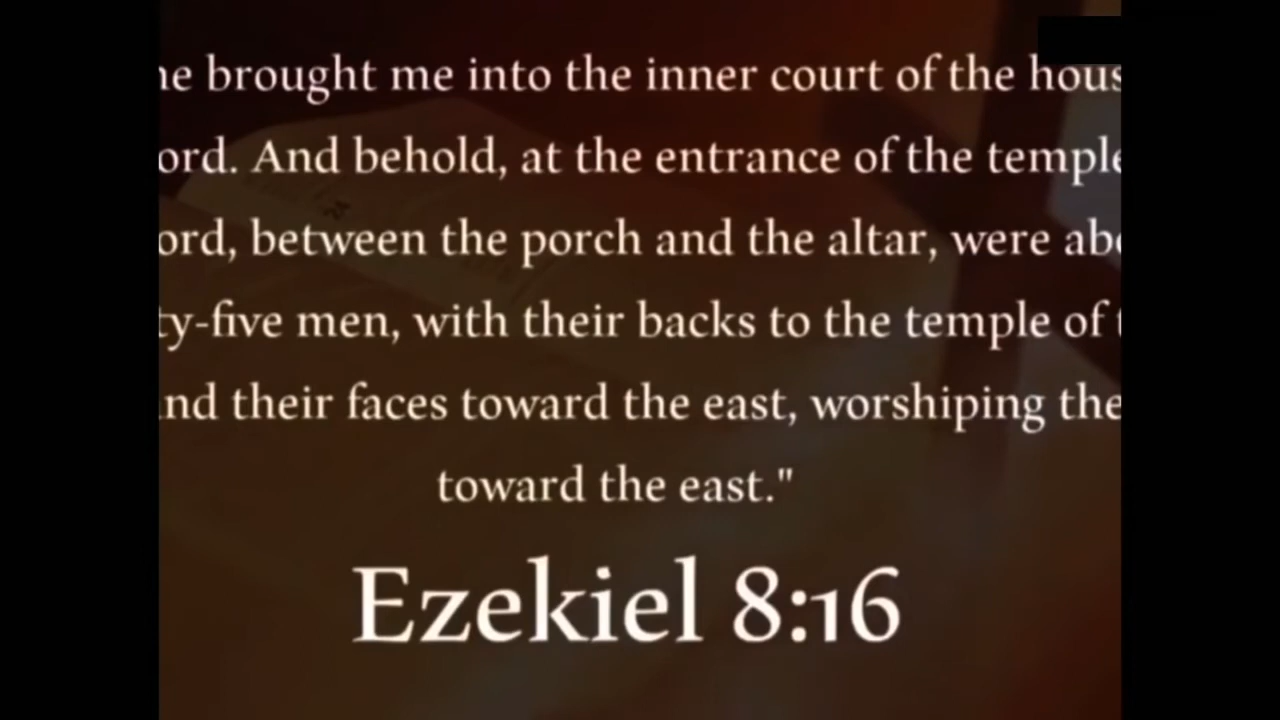 he brought me into the inner court of the hous
ord. And behold, at the entrance of the temple
ord, between the porch and the altar, were abo
ty-five men, with their backs to the temple of t
nd their faces toward the east, worshiping the
toward the east."
Ezekiel 8:16